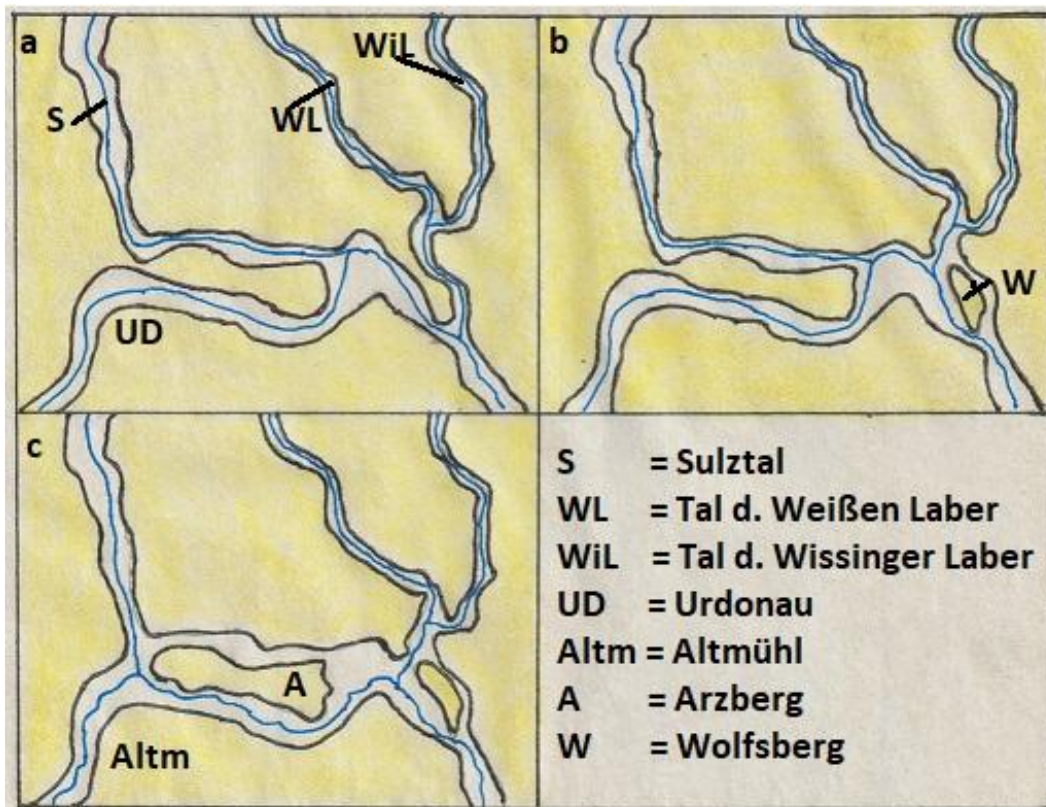 a
WiL
S
WL
UD
b
W
c
A
Altm
S = Sulztal
WL = Tal d. Weißen Laber
WiL = Tal d. Wissinger Laber
UD = Urdonau
Altm = Altmühl
A = Arzberg
W = Wolfsberg